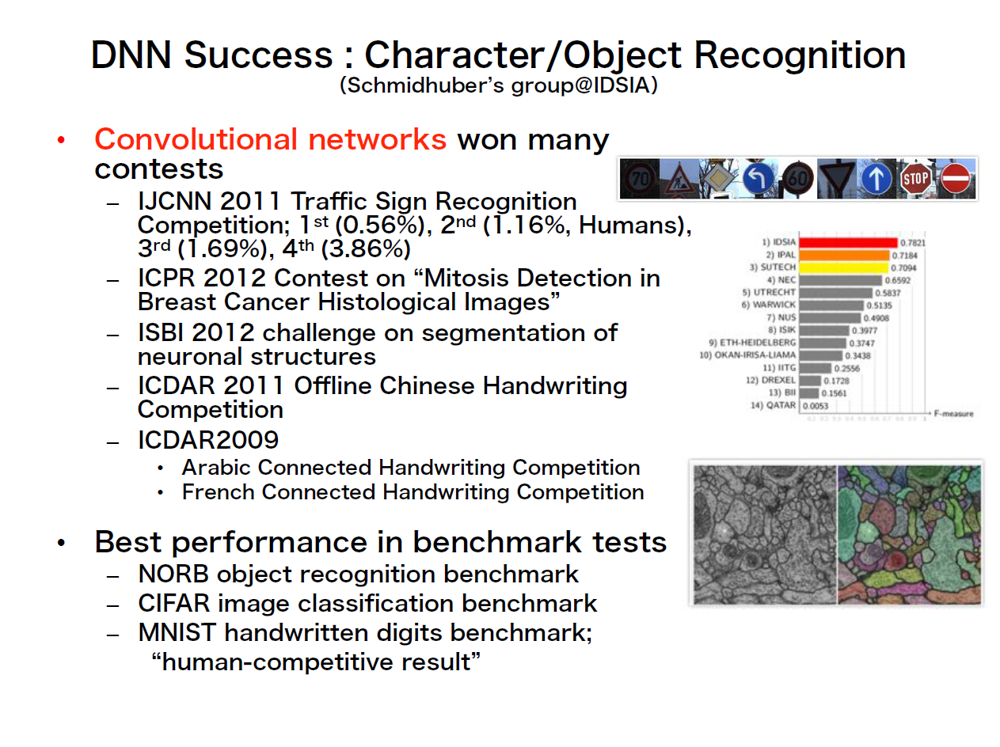 DNN Success : Character/Object Recognition
(Schmidhuber’s group@IDSIA)
• Convolutional networks won many
contests
– IJCNN 2011 Traffic Sign Recognition
Competition; 1st (0.56%), 2nd (1.16%, Humans),
3rd (1.69%), 4th (3.86%)
– ICPR 2012 Contest on “Mitosis Detection in
Breast Cancer Histological Images”
– ISBI 2012 challenge on segmentation of
neuronal structures
– ICDAR 2011 Offline Chinese Handwriting
Competition
– ICDAR2009
• Arabic Connected Handwriting Competition
• French Connected Handwriting Competition
• Best performance in benchmark tests
– NORB object recognition benchmark
– CIFAR image classification benchmark
– MNIST handwritten digits benchmark;
“human-competitive result”
70 60 STOP
1) IDSIA 0.7821
2) IPAL 0.7184
3) SUTECH 0.7094
4) NEC 0.6592
5) UTRECHT 0.5837
6) WARWICK 0.5135
7) NUS 0.4908
8) ISIK 0.3977
9) ETH-HEIDELBERG 0.3747
10) OKAN-IRISA-LIAMA 0.3438
11) IITG 0.2556
12) DREXEL 0.1728
13) BII 0.1561
14) QATAR 0.0053
F-measure